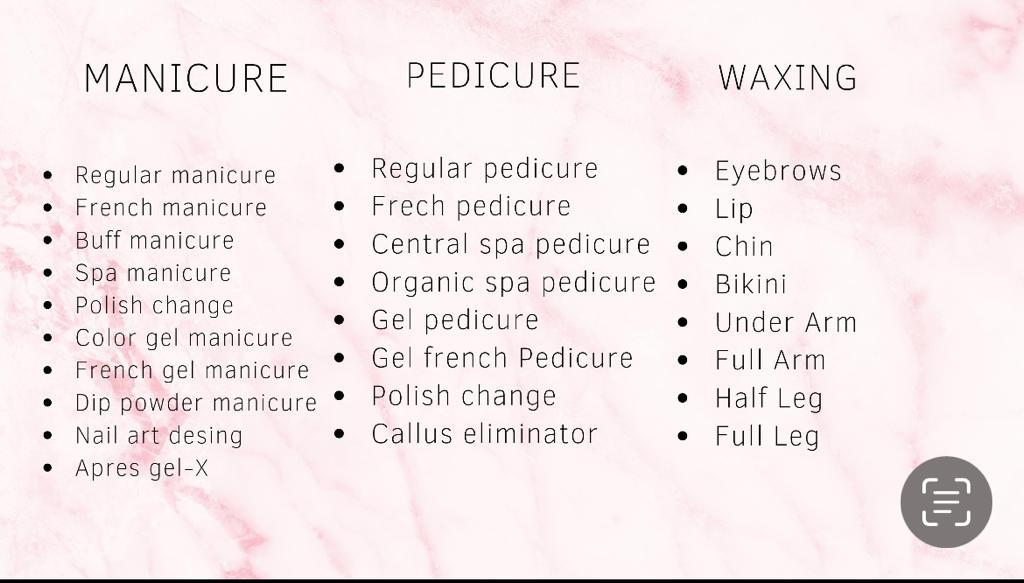 MANICURE
Regular manicure
French manicure
Buff manicure
Spa manicure
Polish change
Color gel manicure
French gel manicure
Dip powder manicure
Nail art desing
Apres gel-X
PEDICURE
Regular pedicure
Frech pedicure
Central spa pedicure
Organic spa pedicure
Gel pedicure
Gel french Pedicure
Polish change
Callus eliminator
WAXING
Eyebrows
Lip
Chin
Bikini
Under Arm
Full Arm
Half Leg
Full Leg